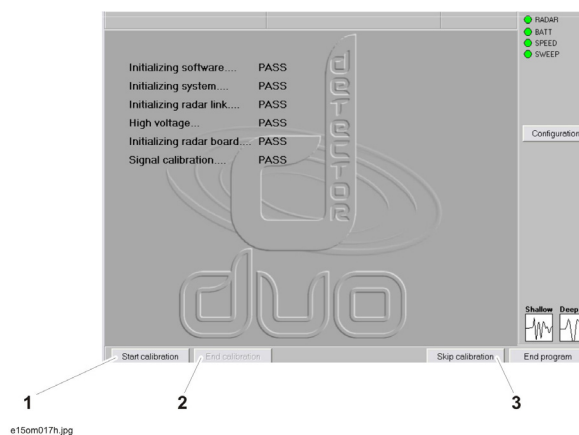 RADAR
BATT
SPEED
SWEEP
Initializing software.... PASS
Initializing system.... PASS
Initializing radar link.... PASS
High voltage... PASS
Initializing radar board.... PASS
Signal calibration.... PASS
detector
duo
Configuration
Shallow Deep
Start calibration End calibration Skip calibration End program
1 2 3
e15om017h.jpg